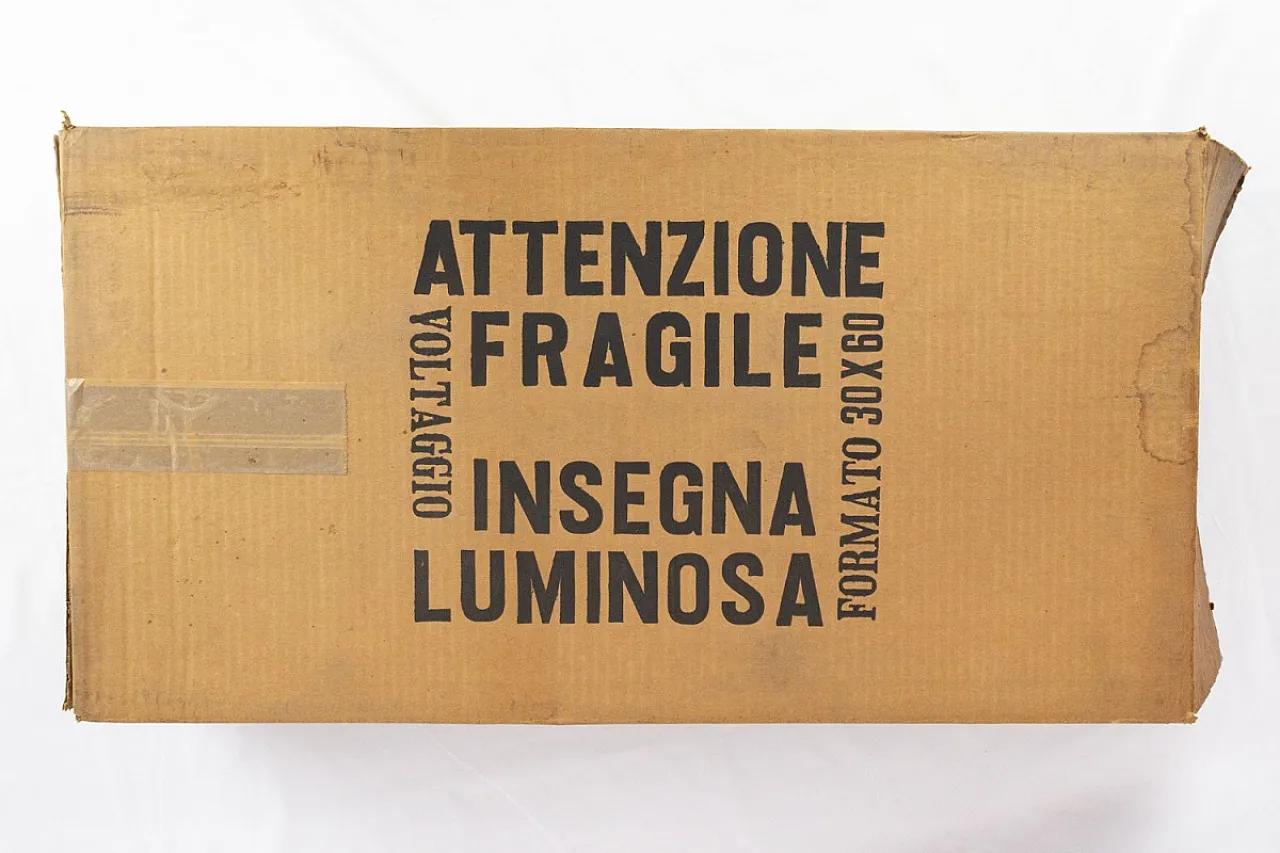 ATTENZIONE
FRAGILE
INSEGNA
LUMINOSA
VOLTAGGIO
FORMATO 30X60